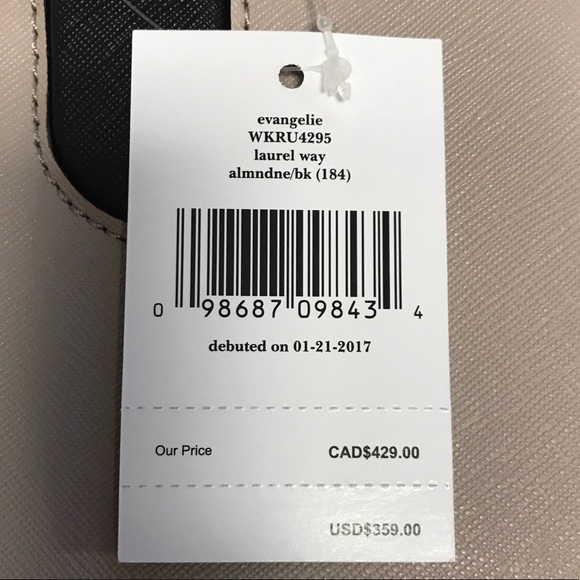 evangelie
WKRU4295
laurel way
almndne/bk (184)
0 98687 09843 4
debuted on 01-21-2017
Our Price CAD$429.00
USD$359.00